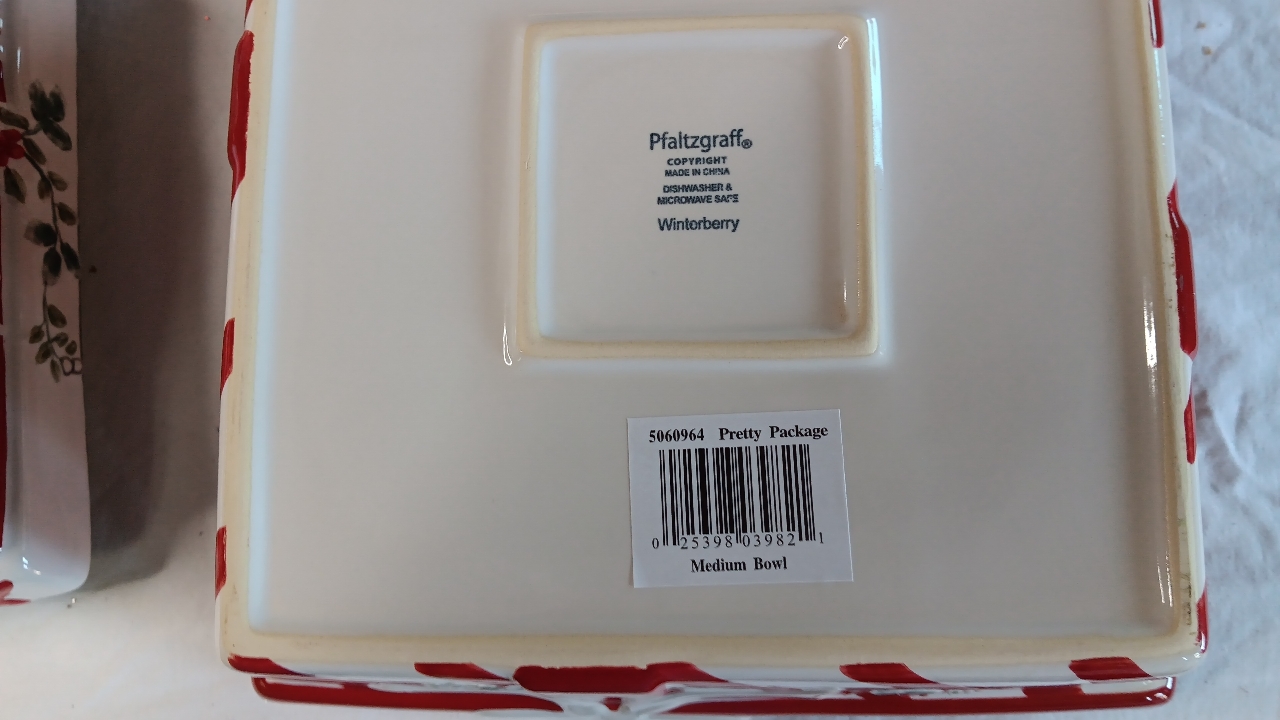 Pfaltzgraff®
COPYRIGHT
MADE IN CHINA
DISHWASHER &
MICROWAVE SAFE
Winterberry
5060964 Pretty Package
0 25398 03982 1
Medium Bowl